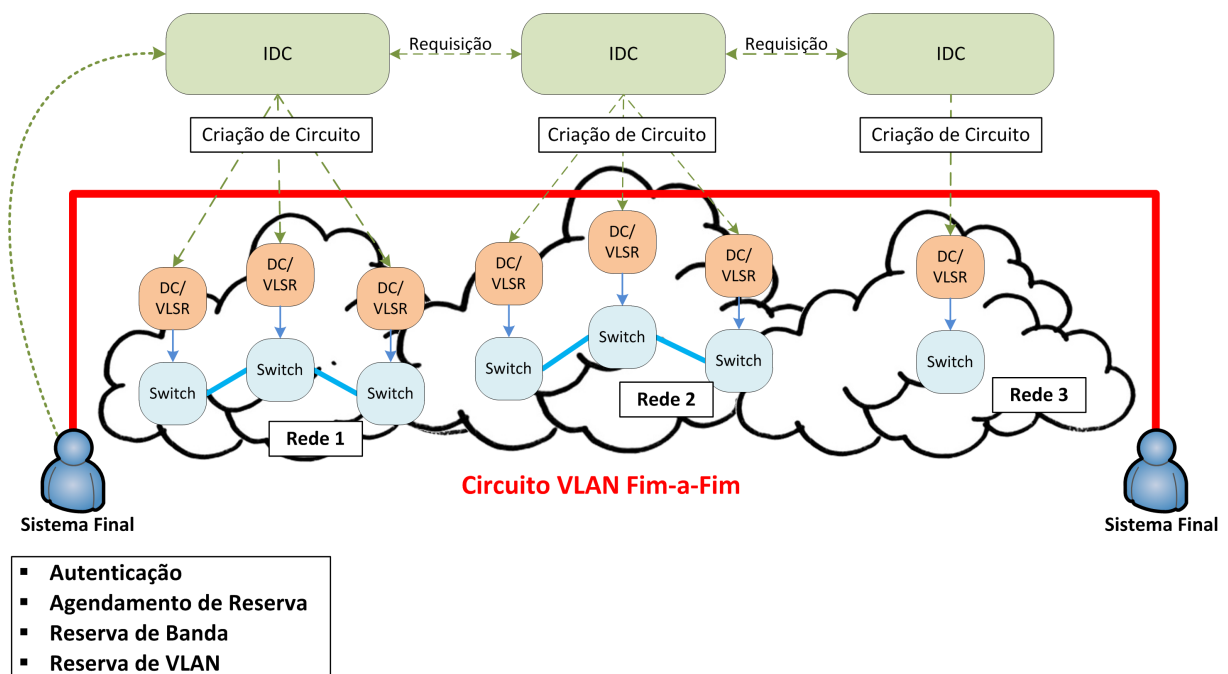 IDC
Requisição
IDC
Requisição
IDC
Criação de Circuito
Criação de Circuito
Criação de Circuito
DC/
VLSR
DC/
VLSR
DC/
VLSR
DC/
VLSR
DC/
VLSR
DC/
VLSR
DC/
VLSR
Switch
Switch
Switch
Switch
Switch
Switch
Switch
Rede 1
Rede 2
Rede 3
Circuito VLAN Fim-a-Fim
Sistema Final
Sistema Final
▪ Autenticação
▪ Agendamento de Reserva
▪ Reserva de Banda
▪ Reserva de VLAN